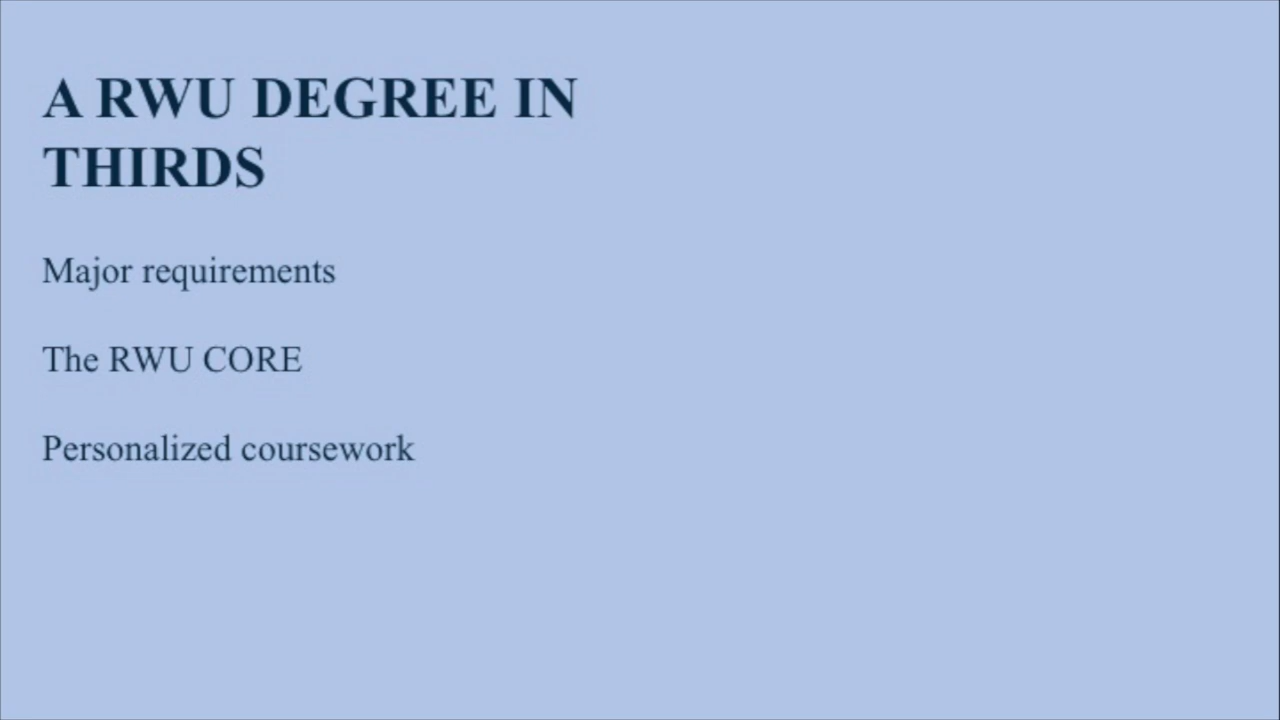 A RWU DEGREE IN
THIRDS
Major requirements
The RWU CORE
Personalized coursework